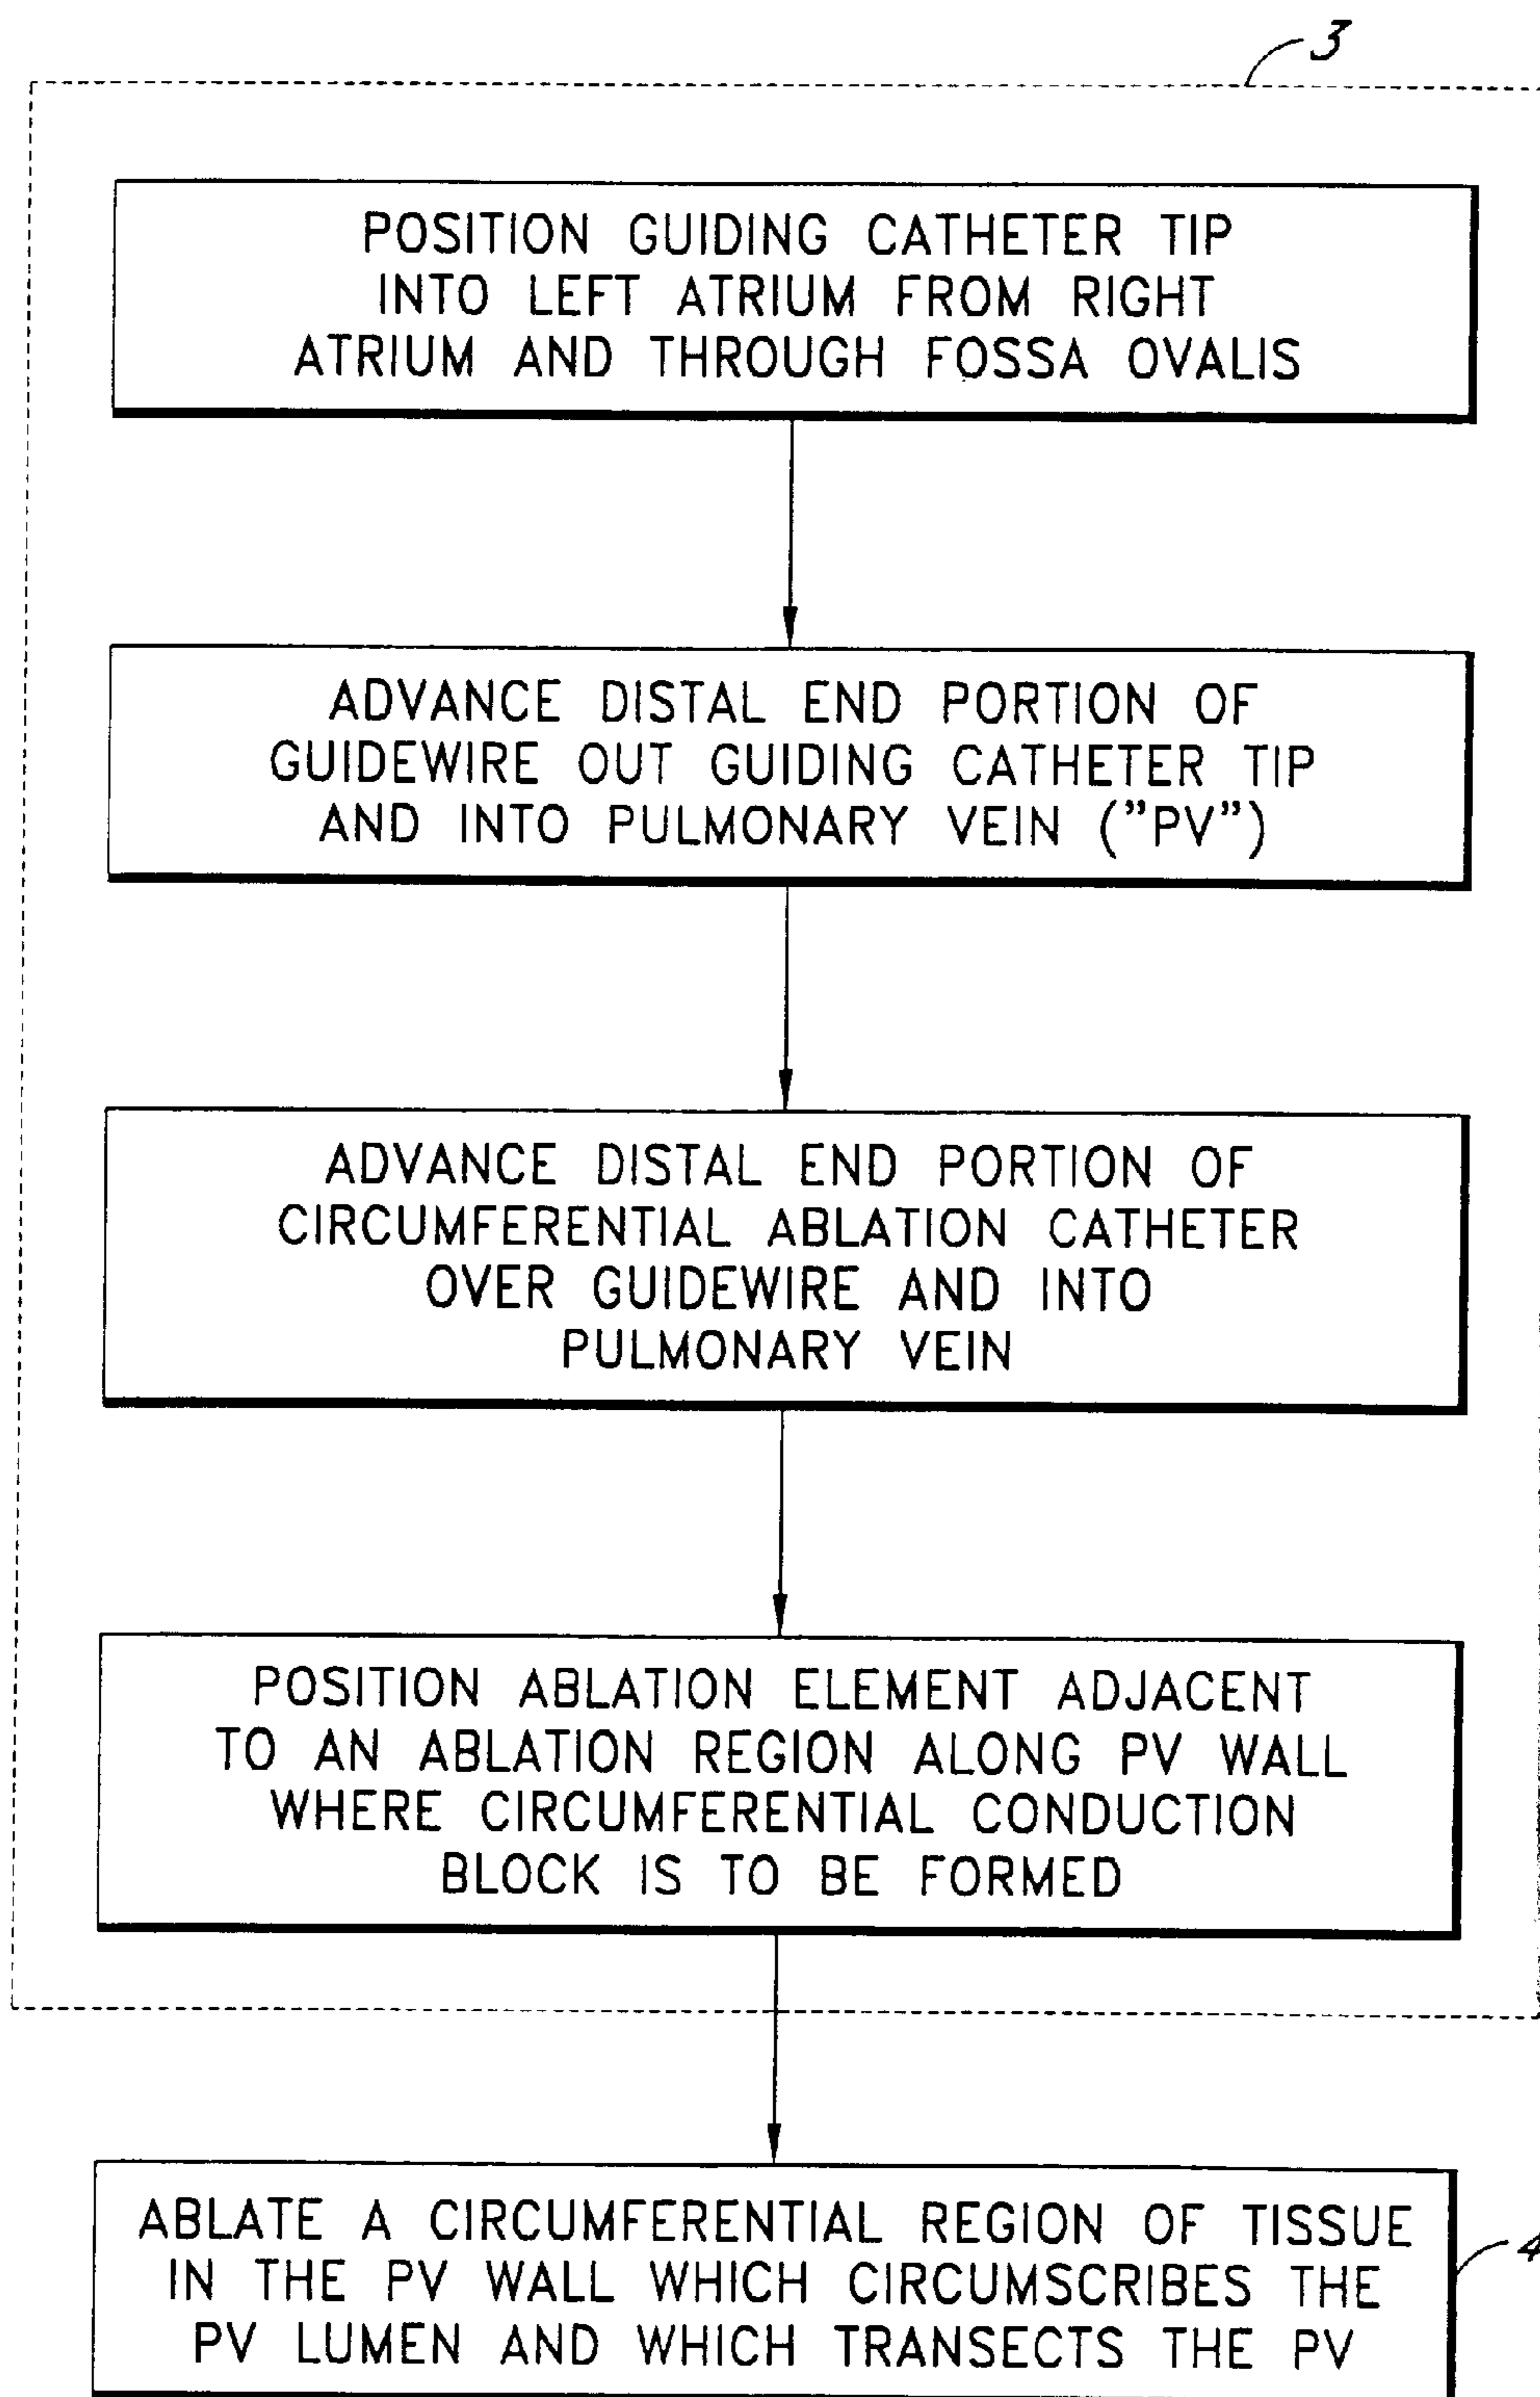 3
POSITION GUIDING CATHETER TIP
INTO LEFT ATRIUM FROM RIGHT
ATRIUM AND THROUGH FOSSA OVALIS
ADVANCE DISTAL END PORTION OF
GUIDEWIRE OUT GUIDING CATHETER TIP
AND INTO PULMONARY VEIN (”PV”)
ADVANCE DISTAL END PORTION OF
CIRCUMFERENTIAL ABLATION CATHETER
OVER GUIDEWIRE AND INTO
PULMONARY VEIN
POSITION ABLATION ELEMENT ADJACENT
TO AN ABLATION REGION ALONG PV WALL
WHERE CIRCUMFERENTIAL CONDUCTION
BLOCK IS TO BE FORMED
ABLATE A CIRCUMFERENTIAL REGION OF TISSUE
IN THE PV WALL WHICH CIRCUMSCRIBES THE
PV LUMEN AND WHICH TRANSECTS THE PV
4